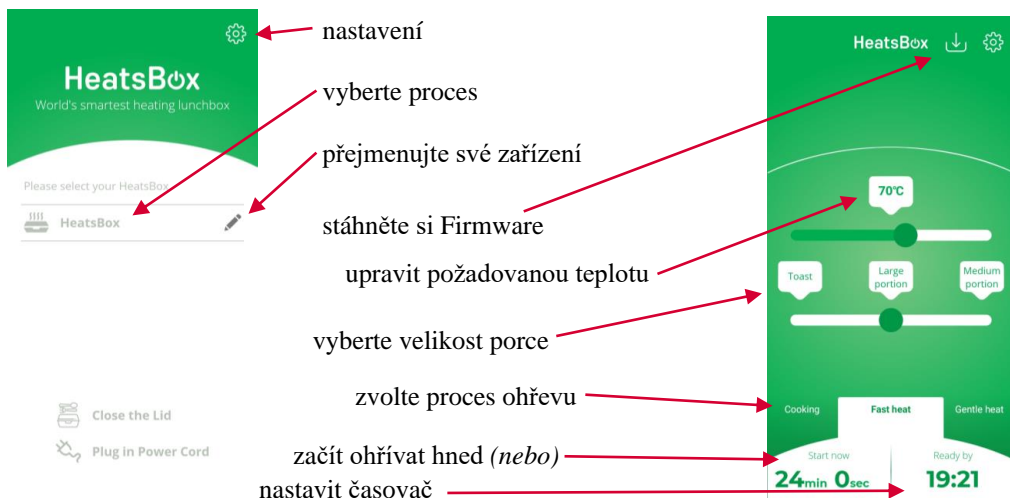 HeatsBox
World's smartest heating lunchbox
Please select your HeatsBox
HeatsBox
Close the Lid
Plug in Power Cord
nastavení
vyberte proces
přejmenujte své zařízení
stáhněte si Firmware
upravit požadovanou teplotu
vyberte velikost porce
zvolte proces ohřevu
začít ohřívat hned (nebo)
nastavit časovač
HeatsBox
70°C
Toast
Large
portion
Medium
portion
Cooking
Fast heat
Gentle heat
Start now
24min 0sec
Ready by
19:21